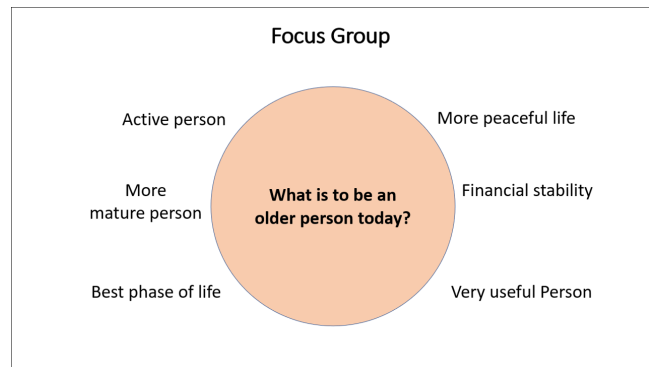 Focus Group
Active person
More peaceful life
More
mature person
What is to be an
older person today?
Financial stability
Best phase of life
Very useful Person